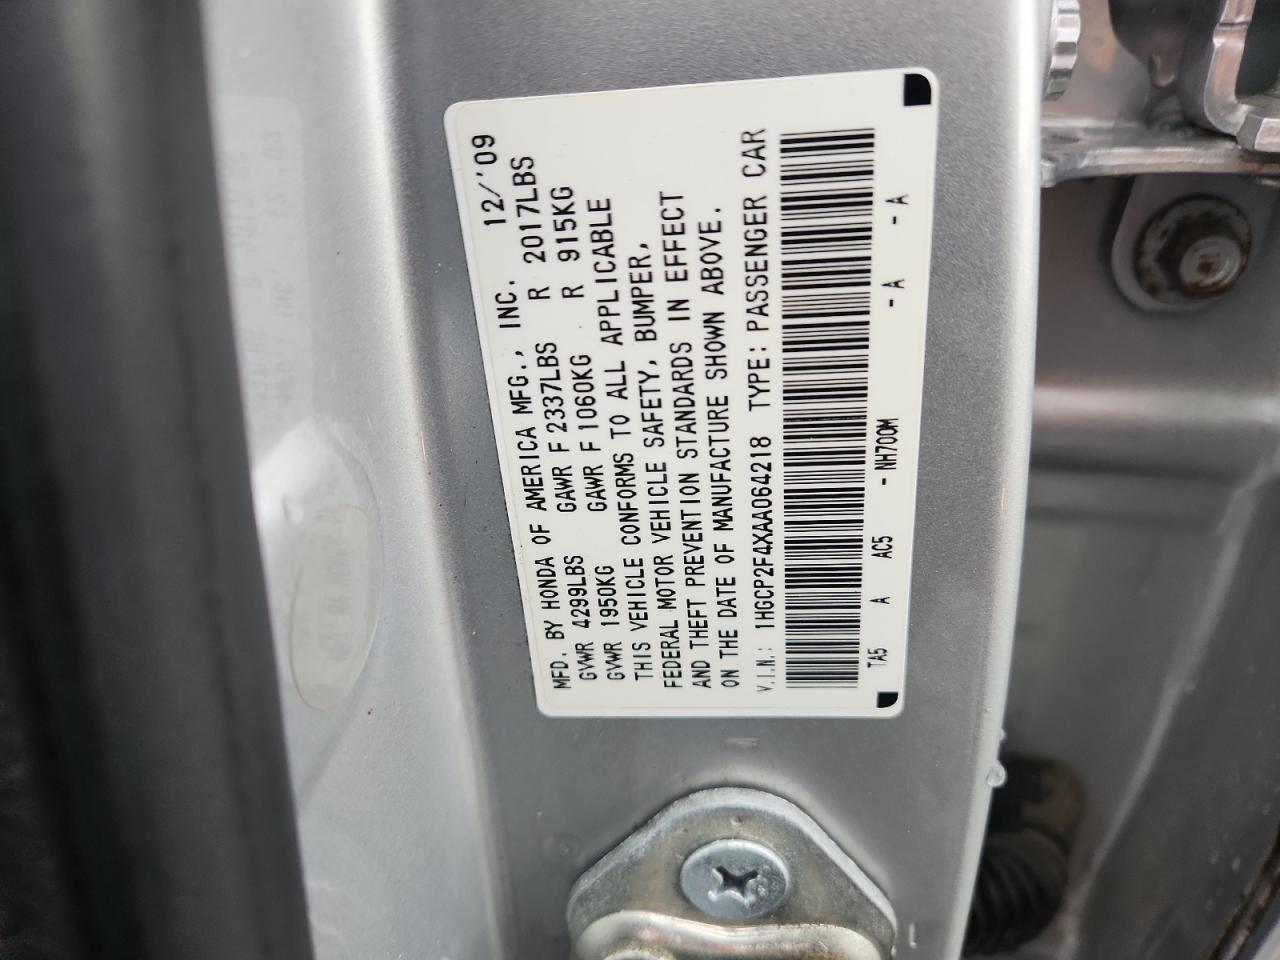 MFD. BY HONDA OF AMERICA MFG., INC. 12/'09
GVWR 4299LBS GAWR F 2337LBS R 2017LBS
GVWR 1950KG GAWR F 1060KG R 915KG
THIS VEHICLE CONFORMS TO ALL APPLICABLE
FEDERAL MOTOR VEHICLE SAFETY, BUMPER,
AND THEFT PREVENTION STANDARDS IN EFFECT
ON THE DATE OF MANUFACTURE SHOWN ABOVE.
V.I.N.: 1HGCP2F4XAA064218 TYPE: PASSENGER CAR
TA5 A AC5 - NH700M - A - A